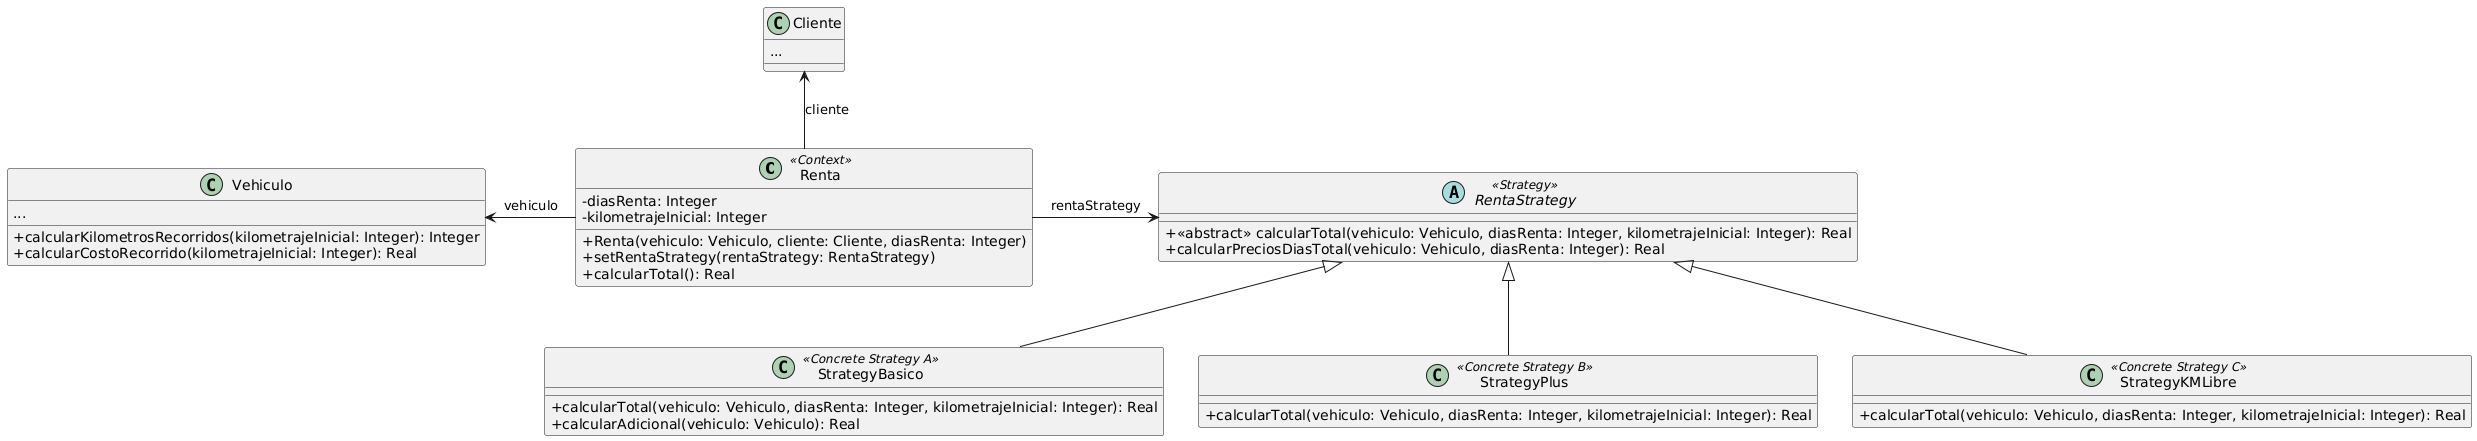 C Cliente
...
cliente
C Vehiculo
...
+calcularKilometrosRecorridos(kilometrajeInicial: Integer): Integer
+calcularCostoRecorrido(kilometrajeInicial: Integer): Real
vehiculo
C «Context»
Renta
-diasRenta: Integer
-kilometrajeInicial: Integer
+Renta(vehiculo: Vehiculo, cliente: Cliente, diasRenta: Integer)
+setRentaStrategy(rentaStrategy: RentaStrategy)
+calcularTotal(): Real
rentaStrategy
A «Strategy»
RentaStrategy
+«abstract» calcularTotal(vehiculo: Vehiculo, diasRenta: Integer, kilometrajeInicial: Integer): Real
+calcularPreciosDiasTotal(vehiculo: Vehiculo, diasRenta: Integer): Real
C «Concrete Strategy A»
StrategyBasico
+calcularTotal(vehiculo: Vehiculo, diasRenta: Integer, kilometrajeInicial: Integer): Real
+calcularAdicional(vehiculo: Vehiculo): Real
C «Concrete Strategy B»
StrategyPlus
+calcularTotal(vehiculo: Vehiculo, diasRenta: Integer, kilometrajeInicial: Integer): Real
C «Concrete Strategy C»
StrategyKMLibre
+calcularTotal(vehiculo: Vehiculo, diasRenta: Integer, kilometrajeInicial: Integer): Real